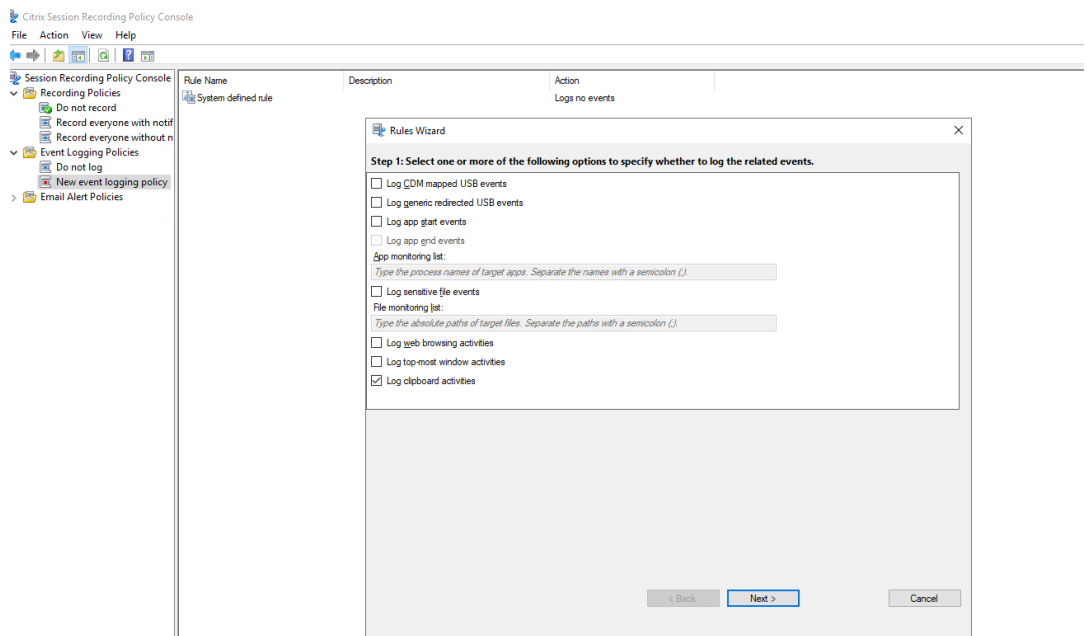 Citrix Session Recording Policy Console
File Action View Help
Session Recording Policy Console
Recording Policies
Do not record
Record everyone with notif
Record everyone without n
Event Logging Policies
Do not log
New event logging policy
Email Alert Policies
Rule Name Description Action
System defined rule Logs no events
Rules Wizard
Step 1: Select one or more of the following options to specify whether to log the related events.
Log CDM mapped USB events
Log generic redirected USB events
Log app start events
Log app end events
App monitoring list:
Type the process names of target apps. Separate the names with a semicolon (;).
Log sensitive file events
File monitoring list:
Type the absolute paths of target files. Separate the paths with a semicolon (;).
Log web browsing activities
Log top-most window activities
Log clipboard activities
< Back Next > Cancel